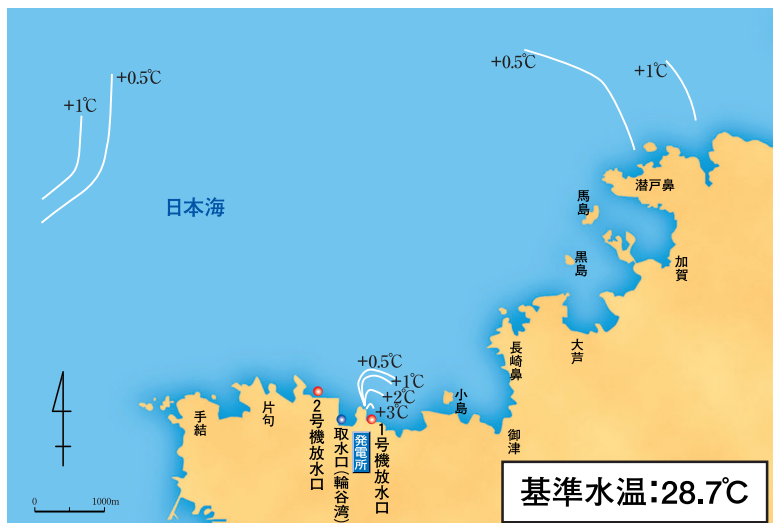 +0.5℃
+1℃
+0.5℃
+1℃
日本海
潜戸鼻
馬島
黒島
加賀
大芦
長崎鼻
御津
小島
+0.5℃
+1℃
+2℃
+3℃
手結
片句
2号機放水口
取水口(輪谷湾)
発電所
1号機放水口
0
1000m
基準水温:28.7℃